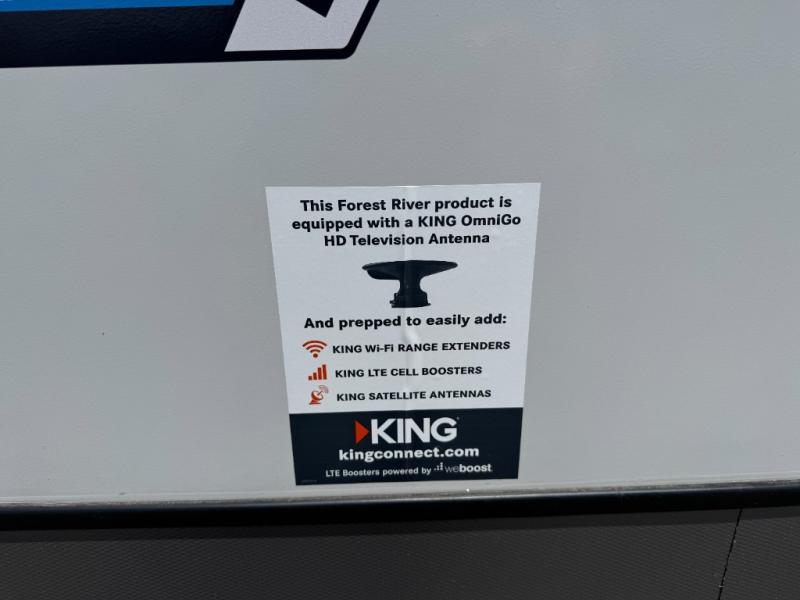 This Forest River product is
equipped with a KING OmniGo
HD Television Antenna
And prepped to easily add:
KING Wi-Fi RANGE EXTENDERS
KING LTE CELL BOOSTERS
KING SATELLITE ANTENNAS
KING
kingconnect.com
LTE Boosters powered by weboost